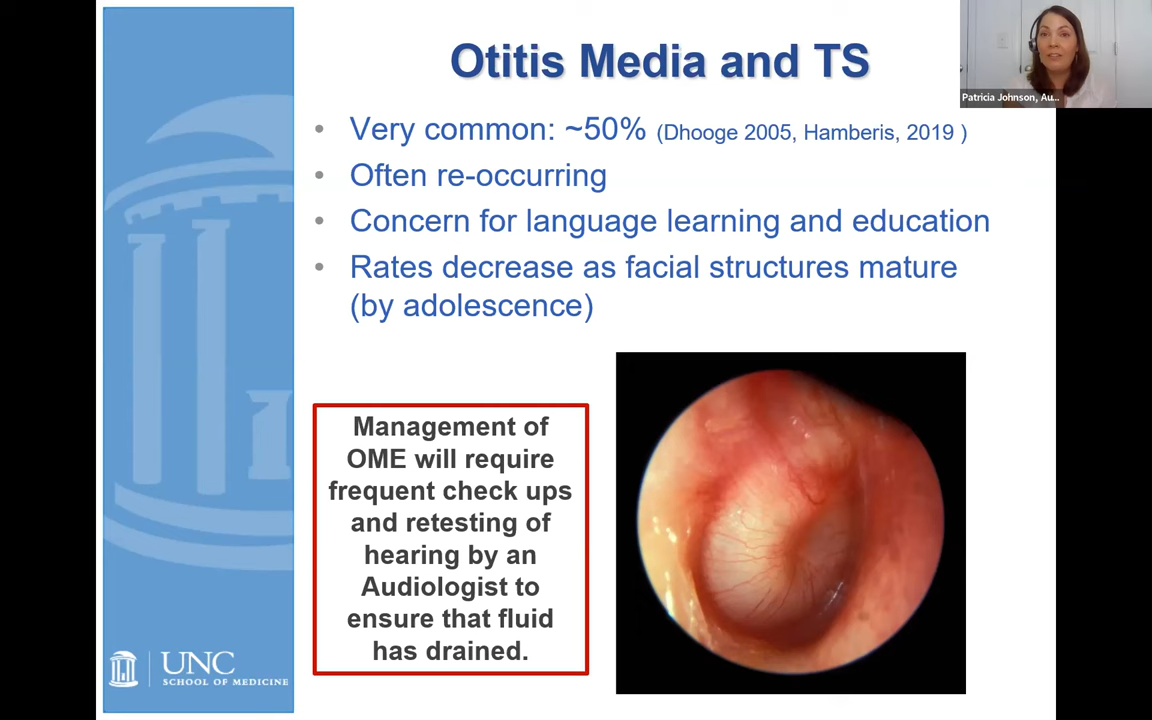 Otitis Media and TS
Patricia Johnson, Au...
• Very common: ~50% (Dhooge 2005, Hamberis, 2019 )
• Often re-occurring
• Concern for language learning and education
• Rates decrease as facial structures mature
(by adolescence)
Management of
OME will require
frequent check ups
and retesting of
hearing by an
Audiologist to
ensure that fluid
has drained.
UNC
SCHOOL OF MEDICINE